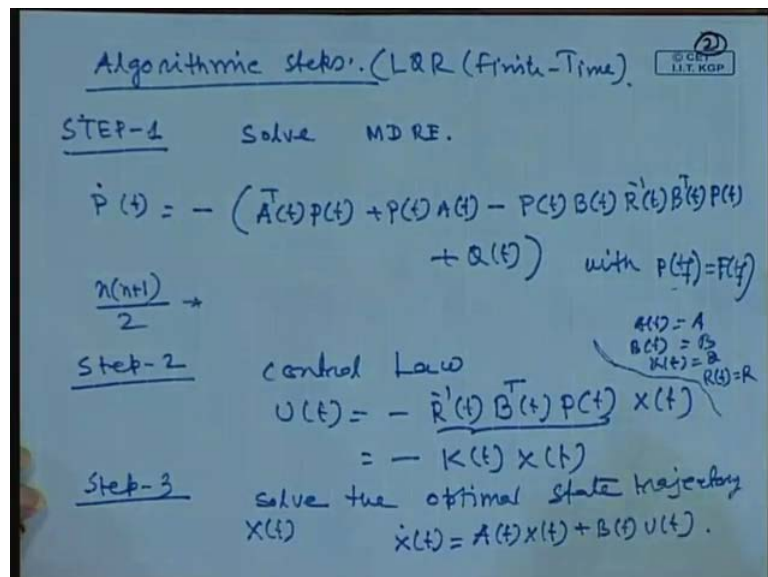 ②
Algorithmic steps:. (LQR (Finite-Time).
© CET
I.I.T. KGP
STEP-1 Solve MDRE.
Ṗ(t) = - (Aᵀ(t)P(t) + P(t)A(t) - P(t)B(t)R⁻¹(t)Bᵀ(t)P(t)
+ Q(t)) with P(t_f) = F(t_f)
n(n+1)/2 →
A(t) = A
B(t) = B
Step-2 Control Law
R(t) = R
U(t) = - R⁻¹(t) Bᵀ(t) P(t) X(t)
= - K(t) X(t)
Step-3 Solve the optimal state trajectory
X(t) ẋ(t) = A(t)X(t) + B(t)U(t).